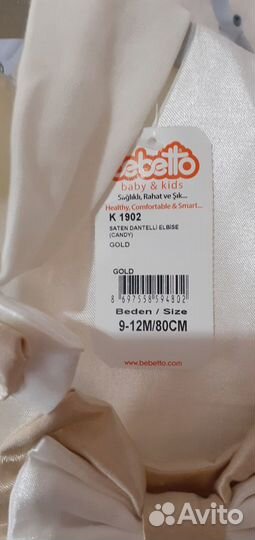 bebetto
baby & kids
Sağlıklı, Rahat ve Şık...
Healthy, Comfortable & Smart...
K 1902
SATEN DANTELLİ ELBİSE
(CANDY)
GOLD
GOLD
8 697558 594802
Beden / Size
9-12M/80CM
www.bebetto.com
Avito